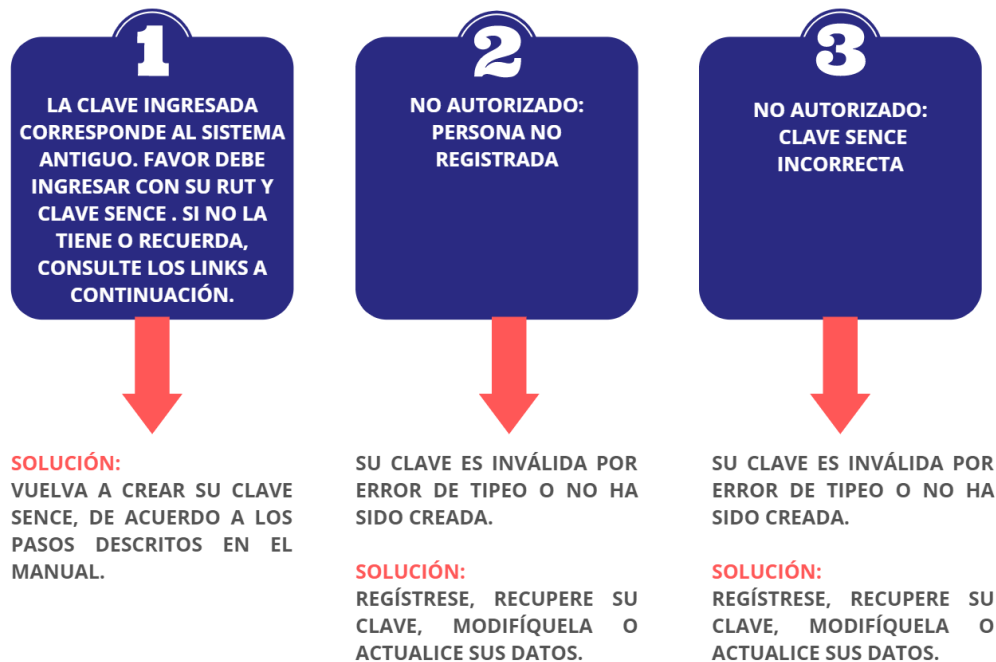 1
LA CLAVE INGRESADA
CORRESPONDE AL SISTEMA
ANTIGUO. FAVOR DEBE
INGRESAR CON SU RUT Y
CLAVE SENCE . SI NO LA
TIENE O RECUERDA,
CONSULTE LOS LINKS A
CONTINUACIÓN.
SOLUCIÓN:
VUELVA A CREAR SU CLAVE
SENCE, DE ACUERDO A LOS
PASOS DESCRITOS EN EL
MANUAL.
2
NO AUTORIZADO:
PERSONA NO
REGISTRADA
SU CLAVE ES INVÁLIDA POR
ERROR DE TIPEO O NO HA
SIDO CREADA.
SOLUCIÓN:
REGÍSTRESE, RECUPERE SU
CLAVE, MODIFÍQUELA O
ACTUALICE SUS DATOS.
3
NO AUTORIZADO:
CLAVE SENCE
INCORRECTA
SU CLAVE ES INVÁLIDA POR
ERROR DE TIPEO O NO HA
SIDO CREADA.
SOLUCIÓN:
REGÍSTRESE, RECUPERE SU
CLAVE, MODIFÍQUELA O
ACTUALICE SUS DATOS.